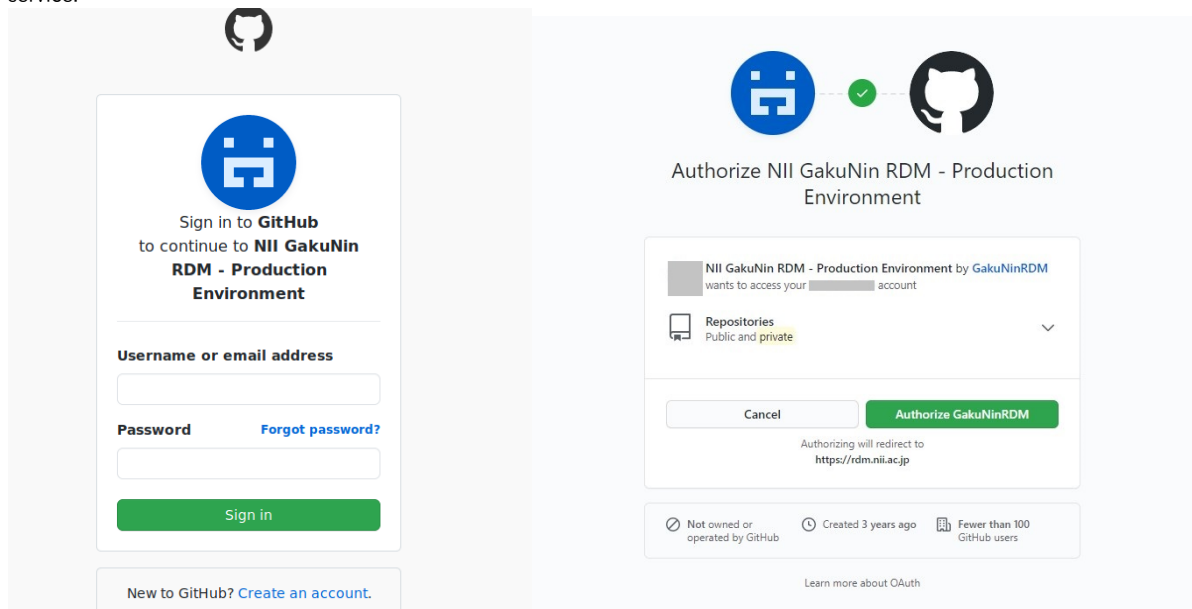 service.
Sign in to GitHub
to continue to NII GakuNin
RDM - Production
Environment
Username or email address
Password Forgot password?
Sign in
New to GitHub? Create an account.
Authorize NII GakuNin RDM - Production
Environment
NII GakuNin RDM - Production Environment by GakuNinRDM
wants to access your account
Repositories
Public and private
Cancel Authorize GakuNinRDM
Authorizing will redirect to
https://rdm.nii.ac.jp
Not owned or
operated by GitHub
Created 3 years ago
Fewer than 100
GitHub users
Learn more about OAuth